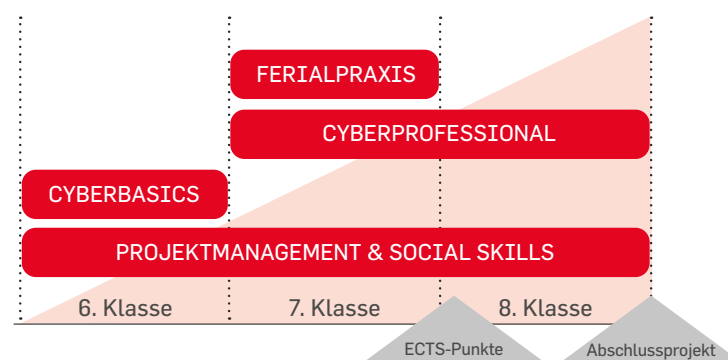 FERIALPRAXIS
CYBERPROFESSIONAL
CYBERBASICS
PROJEKTMANAGEMENT & SOCIAL SKILLS
6. Klasse
7. Klasse
8. Klasse
ECTS-Punkte
Abschlussprojekt